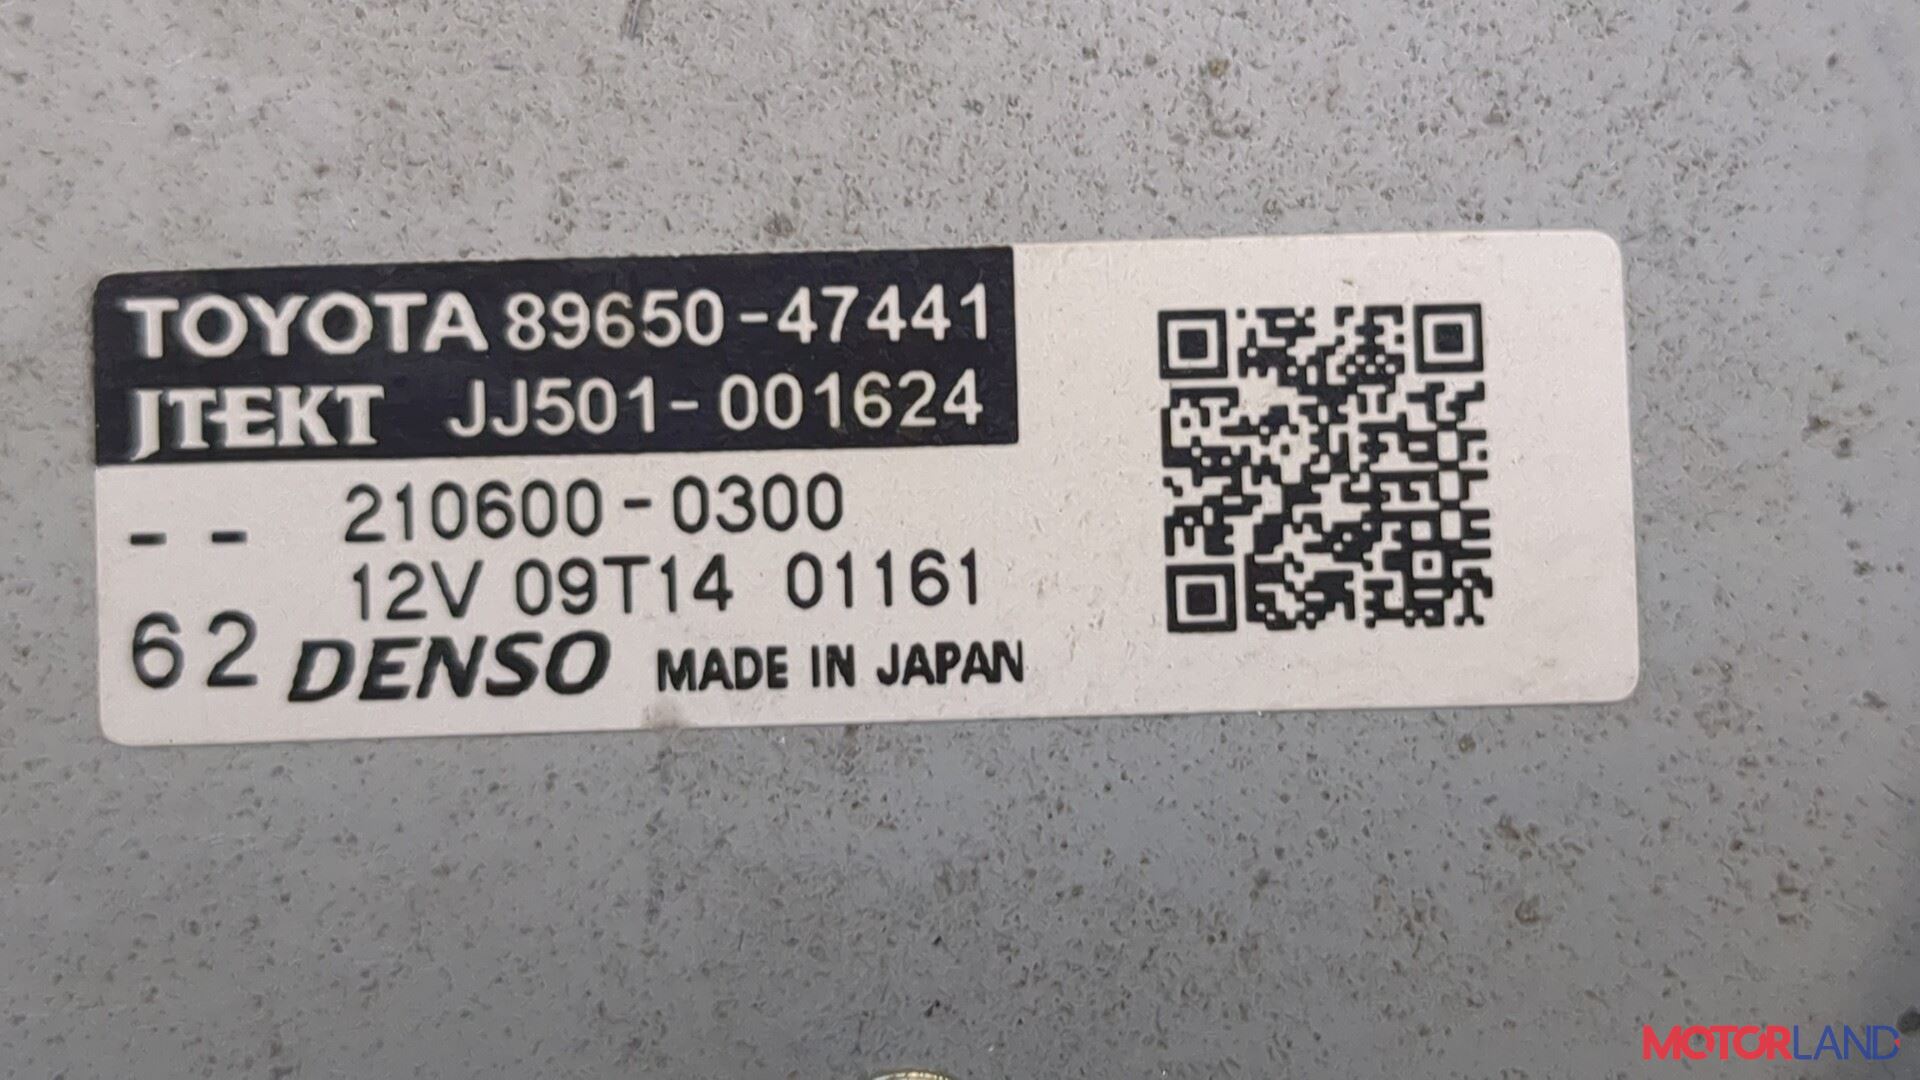 TOYOTA 89650-47441
JTEKT JJ501-001624
-- 210600-0300
12V 09T14 01161
62 DENSO MADE IN JAPAN
MOTORLAND